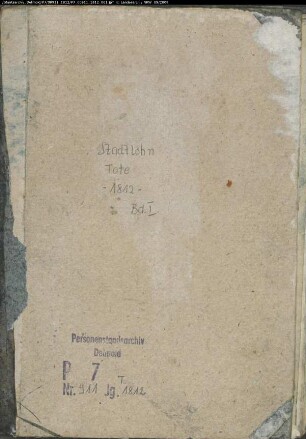 Stadtlohn
Tote
- 1812 -
Bd. I
Personenstandsarchiv
Detmold
P 7
Nr. 911 Jg. T 1812